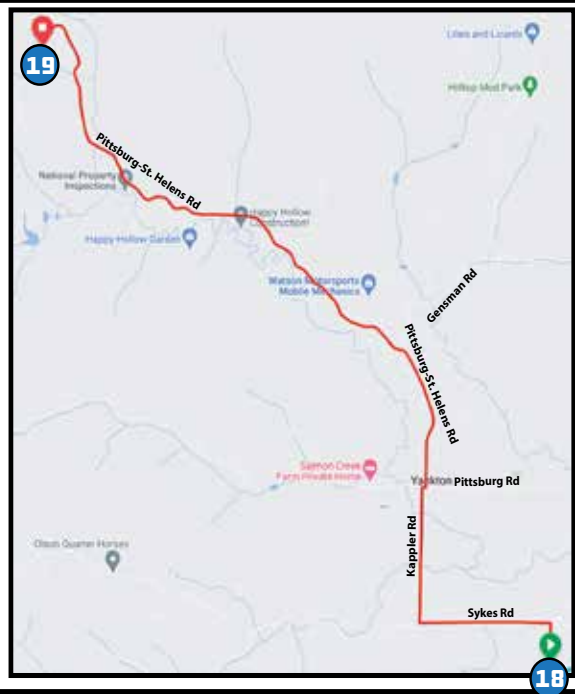 19
Lilies and Lizards
Hilltop Mod Park
Pittsburg-St. Helens Rd
National Property
Inspections
Happy Hollow
Construction
Happy Hollow Garden
Watson Motorsports
Mobile Mechanics
Gensman Rd
Pittsburg-St. Helens Rd
Salmon Creek
Farm Private Home
Yankton Pittsburg Rd
Kappler Rd
Olson Quarter Horses
Sykes Rd
18